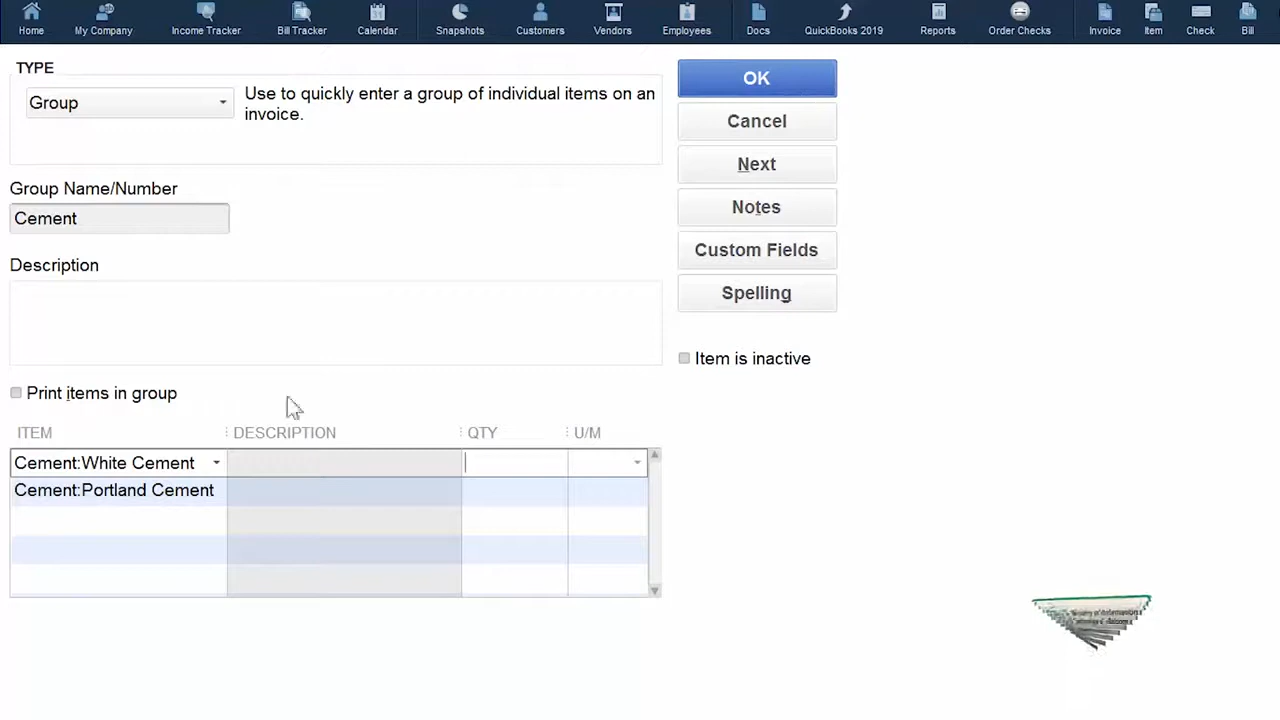 Home My Company Income Tracker Bill Tracker Calendar Snapshots Customers Vendors Employees Docs QuickBooks 2019 Reports Order Checks Invoice Item Check Bill
TYPE
Group
Use to quickly enter a group of individual items on an
invoice.
OK
Cancel
Next
Notes
Custom Fields
Spelling
Group Name/Number
Cement
Description
Item is inactive
Print items in group
ITEM DESCRIPTION QTY U/M
Cement:White Cement
Cement:Portland Cement